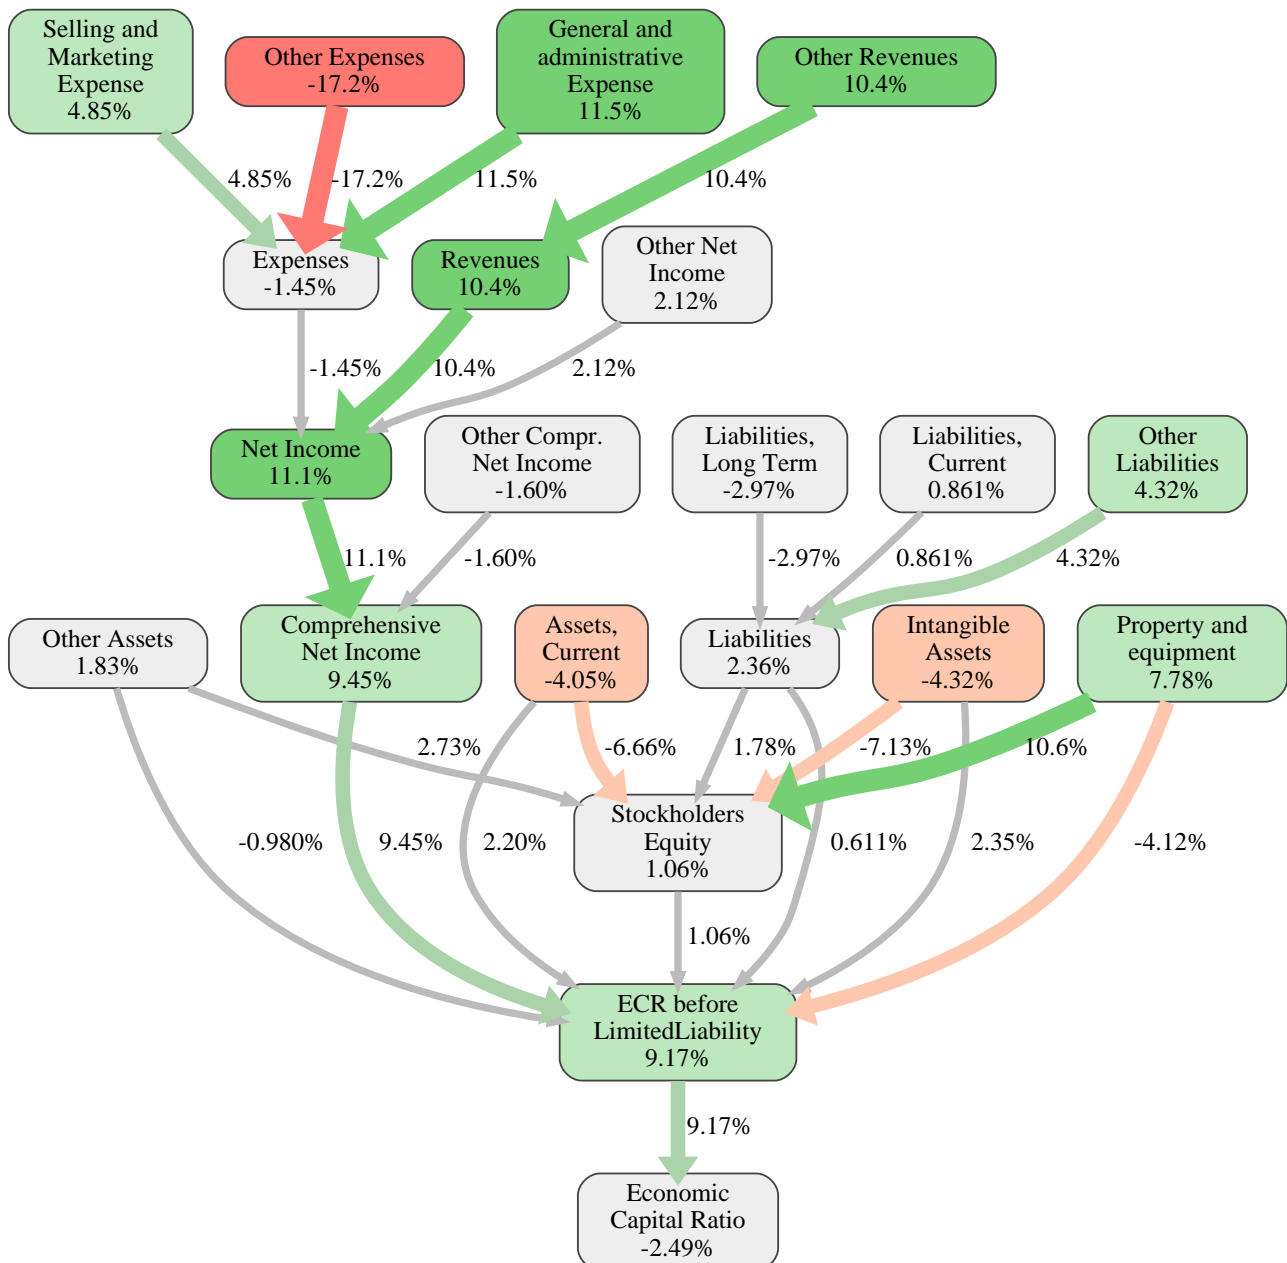 Selling and
Marketing
Expense
4.85%
Other Expenses
-17.2%
General and
administrative
Expense
11.5%
Other Revenues
10.4%
4.85%
-17.2%
11.5%
10.4%
Expenses
-1.45%
Revenues
10.4%
Other Net
Income
2.12%
-1.45%
10.4%
2.12%
Net Income
11.1%
Other Compr.
Net Income
-1.60%
Liabilities,
Long Term
-2.97%
Liabilities,
Current
0.861%
Other
Liabilities
4.32%
11.1%
-1.60%
-2.97%
0.861%
4.32%
Other Assets
1.83%
Comprehensive
Net Income
9.45%
Assets,
Current
-4.05%
Liabilities
2.36%
Intangible
Assets
-4.32%
Property and
equipment
7.78%
2.73%
-6.66%
1.78%
-7.13%
10.6%
Stockholders
Equity
1.06%
-0.980%
9.45%
2.20%
0.611%
2.35%
-4.12%
1.06%
ECR before
LimitedLiability
9.17%
9.17%
Economic
Capital Ratio
-2.49%